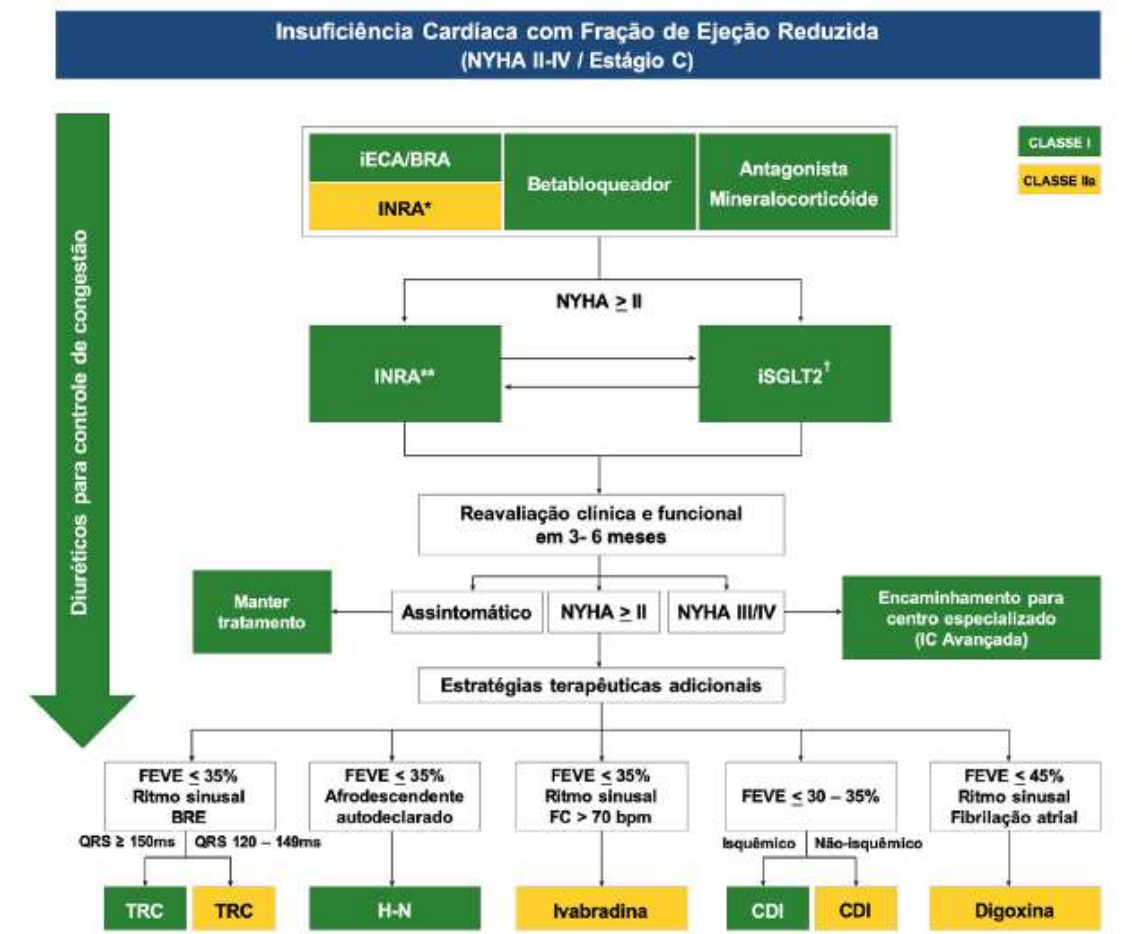 Insuficiência Cardíaca com Fração de Ejeção Reduzida
(NYHA II-IV / Estágio C)
Diuréticos para controle de congestão
iECA/BRA
INRA*
Betabloqueador
Antagonista
Mineralocorticóide
CLASSE I
CLASSE IIa
NYHA ≥ II
INRA**
iSGLT2†
Reavaliação clínica e funcional
em 3- 6 meses
Manter
tratamento
Assintomático
NYHA ≥ II
NYHA III/IV
Encaminhamento para
centro especializado
(IC Avançada)
Estratégias terapêuticas adicionais
FEVE ≤ 35%
Ritmo sinusal
BRE
QRS ≥ 150ms
QRS 120 – 149ms
TRC
TRC
FEVE ≤ 35%
Afrodescendente
autodeclarado
H-N
FEVE ≤ 35%
Ritmo sinusal
FC > 70 bpm
Ivabradina
FEVE ≤ 30 – 35%
Isquêmico
Não-isquêmico
CDI
CDI
FEVE ≤ 45%
Ritmo sinusal
Fibrilação atrial
Digoxina